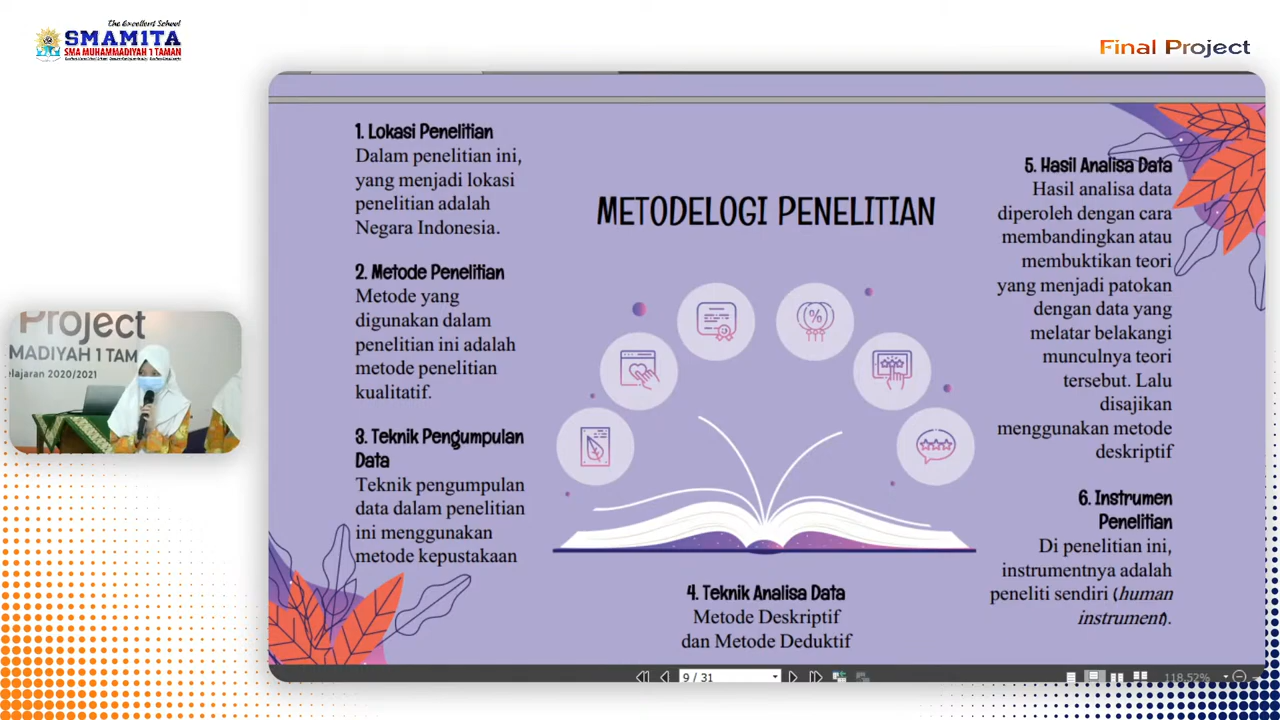 The Excellent School
SMAMITA
SMA MUHAMMADIYAH 1 TAMAN
Final Project
1. Lokasi Penelitian
Dalam penelitian ini,
yang menjadi lokasi
penelitian adalah
Negara Indonesia.
2. Metode Penelitian
Metode yang
digunakan dalam
penelitian ini adalah
metode penelitian
kualitatif.
3. Teknik Pengumpulan
Data
Teknik pengumpulan
data dalam penelitian
ini menggunakan
metode kepustakaan
METODELOGI PENELITIAN
%
4. Teknik Analisa Data
Metode Deskriptif
dan Metode Deduktif
5. Hasil Analisa Data
Hasil analisa data
diperoleh dengan cara
membandingkan atau
membuktikan teori
yang menjadi patokan
dengan data yang
melatar belakangi
munculnya teori
tersebut. Lalu
disajikan
menggunakan metode
deskriptif
6. Instrumen
Penelitian
Di penelitian ini,
instrumentnya adalah
peneliti sendiri (human
instrument).
Project
MADIYAH 1 TAM
elajaran 2020/2021
9 / 31
118,52%